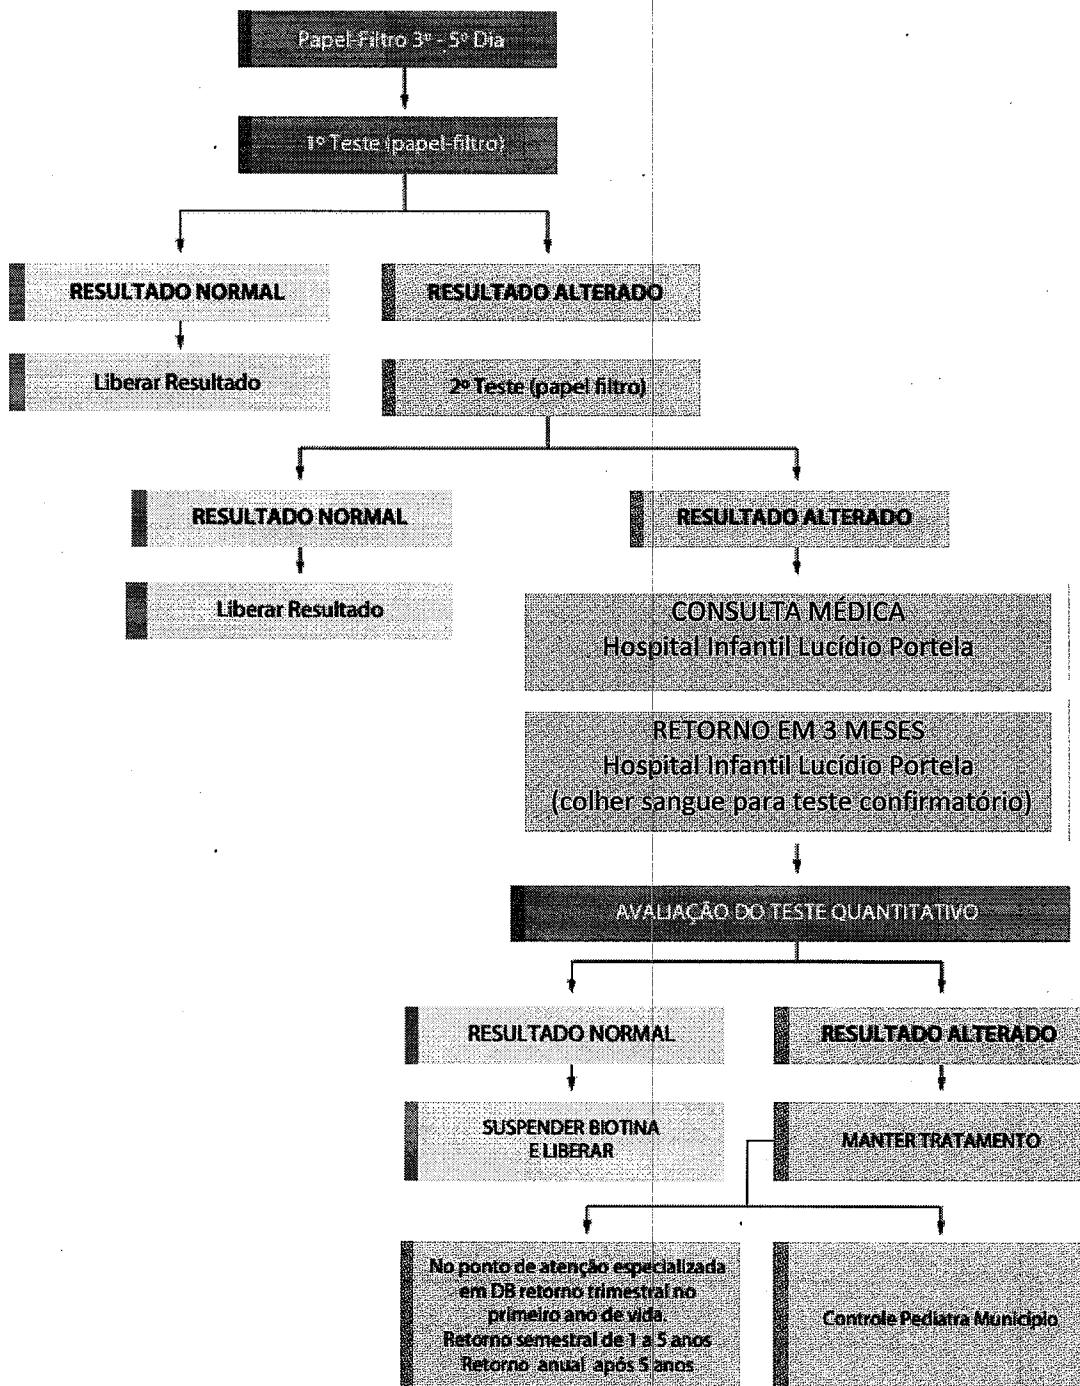 Papel-Filtro 3º - 5º Dia
1º Teste (papel-filtro)
RESULTADO NORMAL
RESULTADO ALTERADO
Liberar Resultado
2º Teste (papel filtro)
RESULTADO NORMAL
RESULTADO ALTERADO
Liberar Resultado
CONSULTA MÉDICA
Hospital Infantil Lucídio Portela
RETORNO EM 3 MESES
Hospital Infantil Lucídio Portela
(colher sangue para teste confirmatório)
AVALIAÇÃO DO TESTE QUANTITATIVO
RESULTADO NORMAL
RESULTADO ALTERADO
SUSPENDER BIOTINA
E LIBERAR
MANTER TRATAMENTO
No ponto de atenção especializada
em DB retorno trimestral no
primeiro ano de vida.
Retorno semestral de 1 a 5 anos
Retorno anual após 5 anos
Controle Pediatra Município